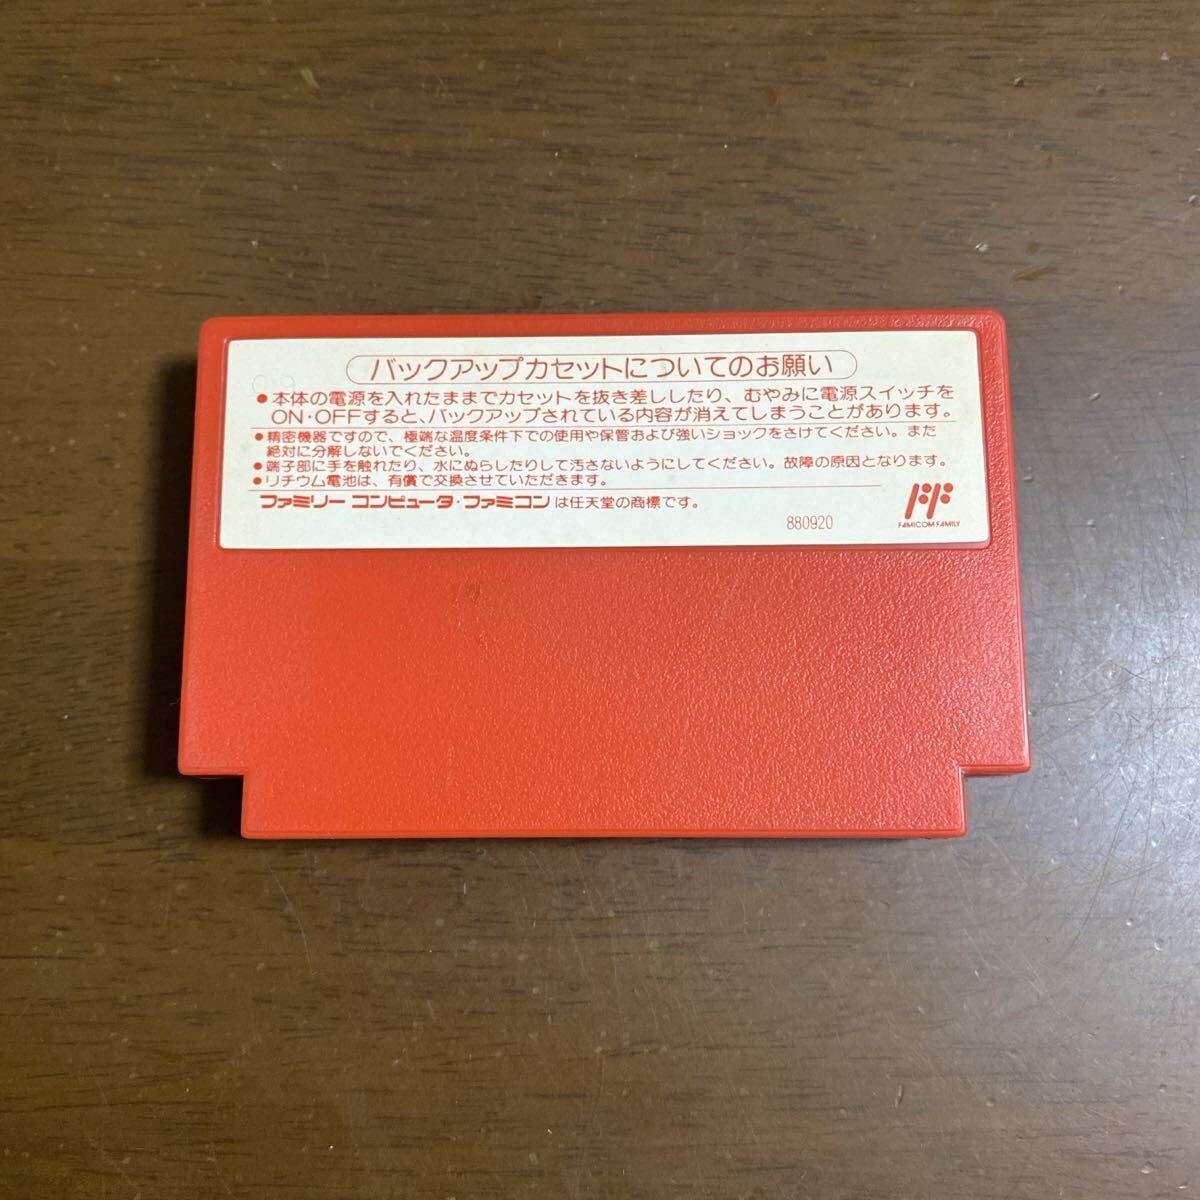 バックアップカセットについてのお願い
●本体の電源を入れたままでカセットを抜き差ししたり、むやみに電源スイッチを
ON・OFFすると、バックアップされている内容が消えてしまうことがあります。
●精密機器ですので、極端な温度条件下での使用や保管および強いショックをさけてください。また
絶対に分解しないでください。
●端子部に手を触れたり、水にぬらしたりして汚さないようにしてください。故障の原因となります。
●リチウム電池は、有償で交換させていただきます。
ファミリー コンピュータ・ファミコンは任天堂の商標です。
880920
FAMICOM FAMILY